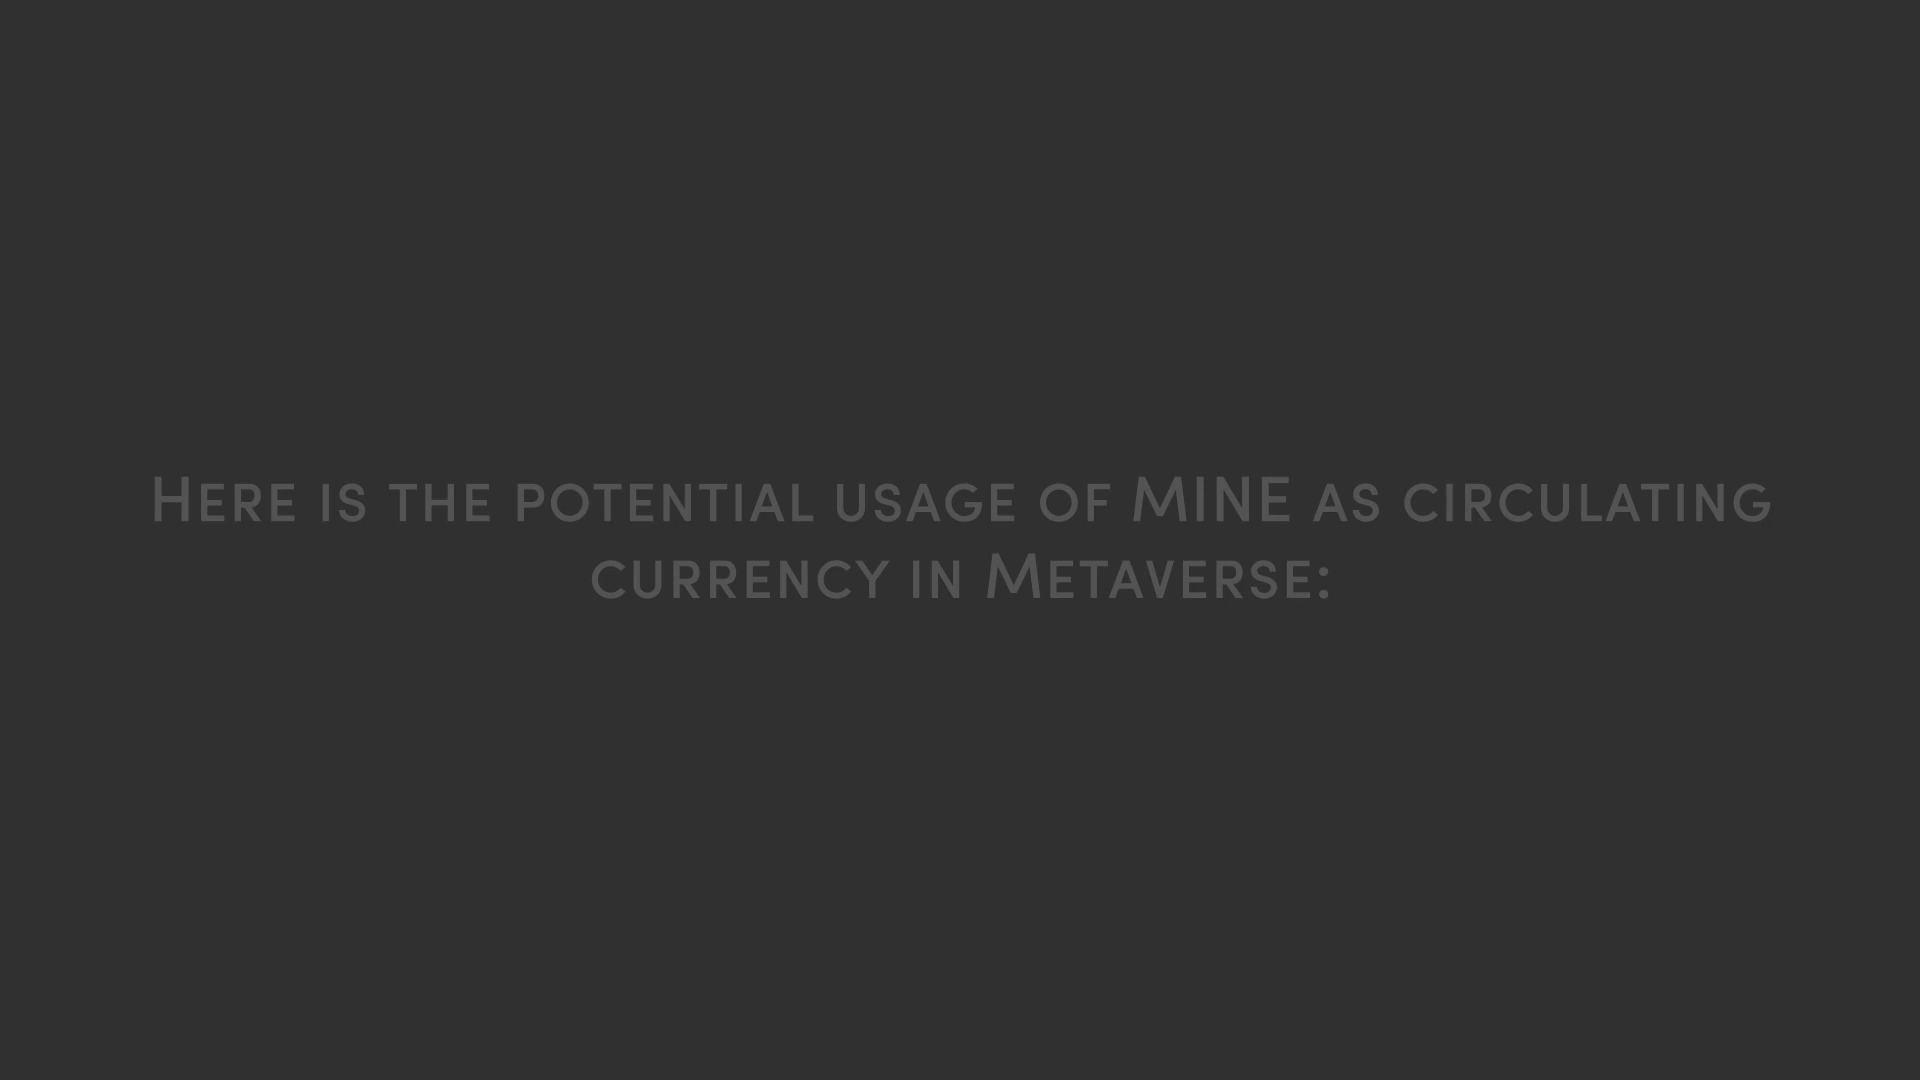 Here is the potential usage of MINE as circulating
currency in Metaverse: